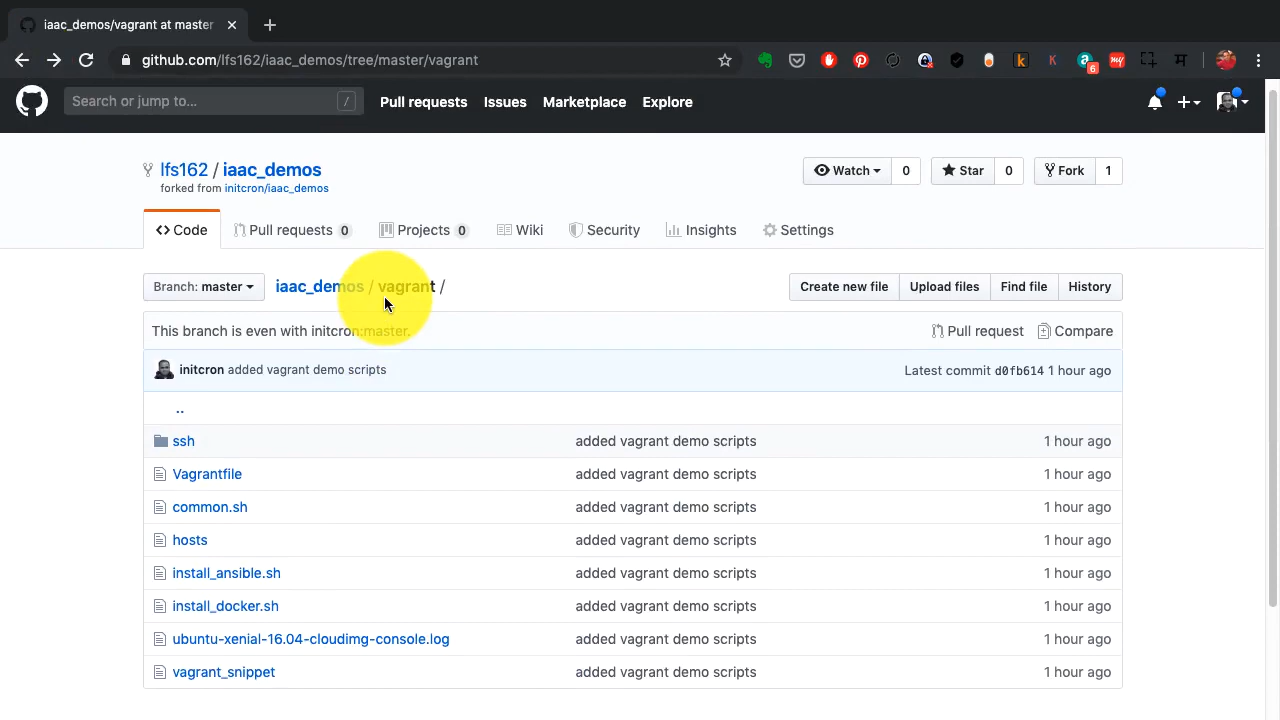 iaac_demos/vagrant at master
github.com/lfs162/iaac_demos/tree/master/vagrant
6
Search or jump to... /
Pull requests Issues Marketplace Explore
lfs162 / iaac_demos
forked from initcron/iaac_demos
Watch 0 Star 0 Fork 1
Code Pull requests 0 Projects 0 Wiki Security Insights Settings
Branch: master iaac_demos / vagrant / Create new file Upload files Find file History
This branch is even with initcron:master. Pull request Compare
initcron added vagrant demo scripts Latest commit d0fb614 1 hour ago
..
ssh added vagrant demo scripts 1 hour ago
Vagrantfile added vagrant demo scripts 1 hour ago
common.sh added vagrant demo scripts 1 hour ago
hosts added vagrant demo scripts 1 hour ago
install_ansible.sh added vagrant demo scripts 1 hour ago
install_docker.sh added vagrant demo scripts 1 hour ago
ubuntu-xenial-16.04-cloudimg-console.log added vagrant demo scripts 1 hour ago
vagrant_snippet added vagrant demo scripts 1 hour ago